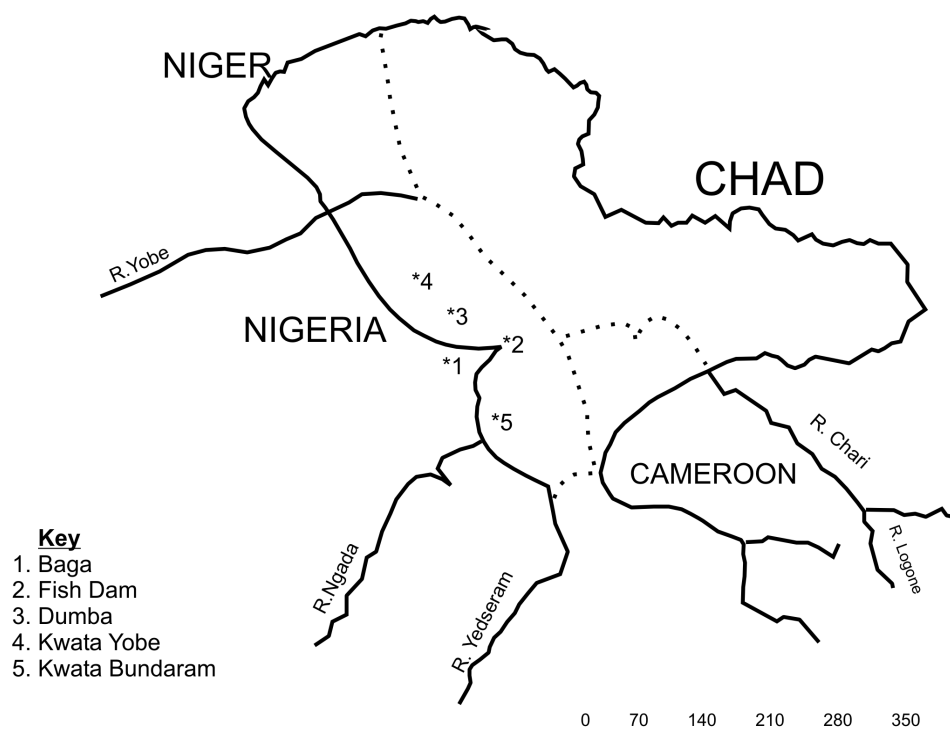 NIGER
CHAD
R.Yobe
*4
*3
NIGERIA
*2
*1
*5
R. Chari
CAMEROON
R. Logone
R.Ngada
R. Yedseram
Key
1. Baga
2. Fish Dam
3. Dumba
4. Kwata Yobe
5. Kwata Bundaram
0 70 140 210 280 350